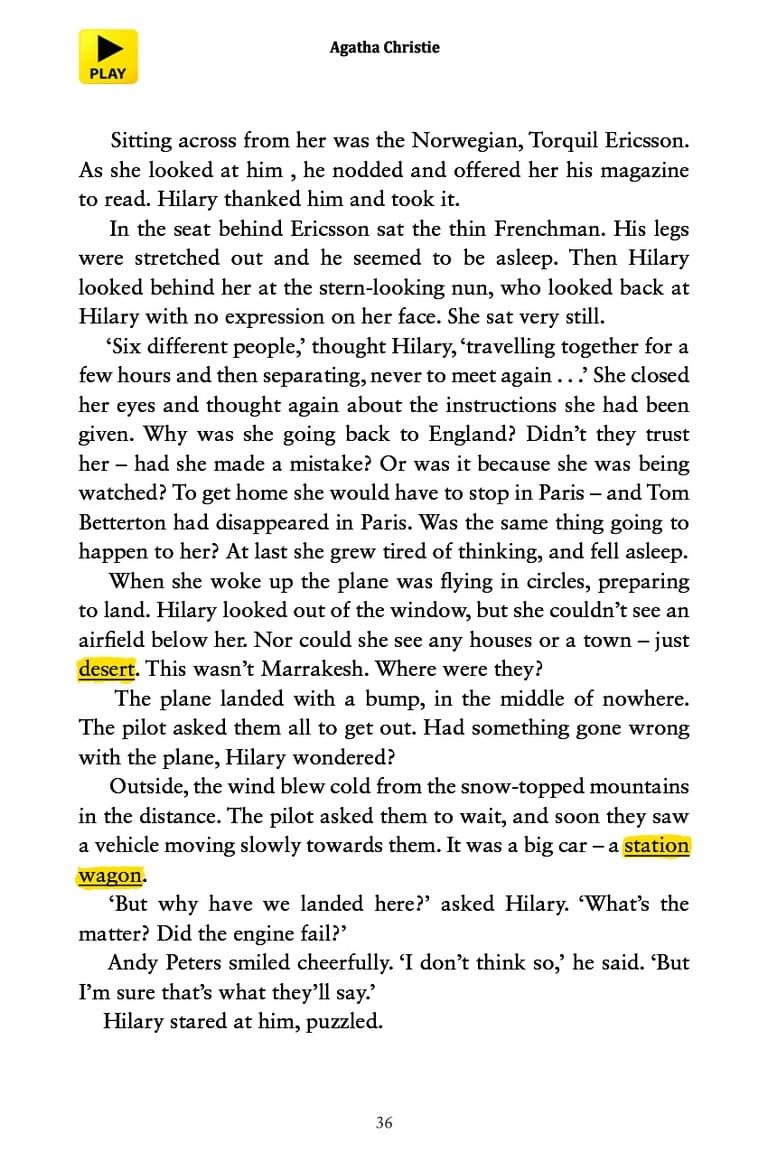 PLAY
Agatha Christie
Sitting across from her was the Norwegian, Torquil Ericsson.
As she looked at him , he nodded and offered her his magazine
to read. Hilary thanked him and took it.
In the seat behind Ericsson sat the thin Frenchman. His legs
were stretched out and he seemed to be asleep. Then Hilary
looked behind her at the stern-looking nun, who looked back at
Hilary with no expression on her face. She sat very still.
‘Six different people,’ thought Hilary, ‘travelling together for a
few hours and then separating, never to meet again . . .’ She closed
her eyes and thought again about the instructions she had been
given. Why was she going back to England? Didn’t they trust
her – had she made a mistake? Or was it because she was being
watched? To get home she would have to stop in Paris – and Tom
Betterton had disappeared in Paris. Was the same thing going to
happen to her? At last she grew tired of thinking, and fell asleep.
When she woke up the plane was flying in circles, preparing
to land. Hilary looked out of the window, but she couldn’t see an
airfield below her. Nor could she see any houses or a town – just
desert. This wasn’t Marrakesh. Where were they?
The plane landed with a bump, in the middle of nowhere.
The pilot asked them all to get out. Had something gone wrong
with the plane, Hilary wondered?
Outside, the wind blew cold from the snow-topped mountains
in the distance. The pilot asked them to wait, and soon they saw
a vehicle moving slowly towards them. It was a big car – a station
wagon.
‘But why have we landed here?’ asked Hilary. ‘What’s the
matter? Did the engine fail?’
Andy Peters smiled cheerfully. ‘I don’t think so,’ he said. ‘But
I’m sure that’s what they’ll say.’
Hilary stared at him, puzzled.
36